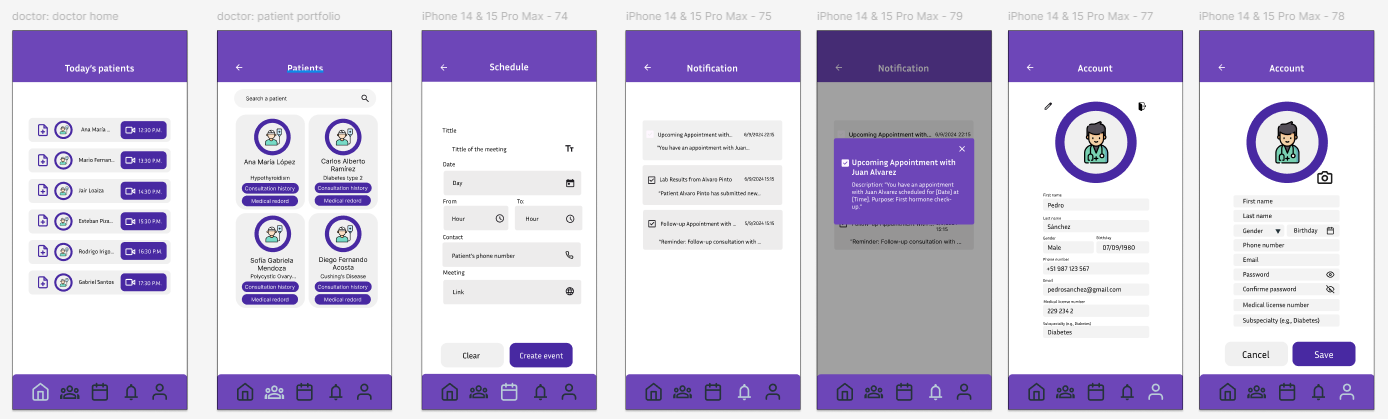 doctor: doctor home
Today's patients
Ana María...
12:30 P.M.
Mario Fernan...
13:30 PM.
Jair Loaiza
14:30 P.M.
Esteban Piza...
15:30 P.M.
Rodrigo Irigo...
16:30 P.M.
Gabriel Santos
17:30 P.M.
doctor: patient portfolio
Patients
Search a patient
Ana María López
Hypothyroidism
Consultation history
Medical redord
Carlos Alberto
Ramírez
Diabetes type 2
Consultation history
Medical rekord
Sofia Gabriela
Mendoza
Polycystic Ovary...
Consultation history
Medical redord
Diego Fernando
Acosta
Cushing's Disease
Consultation history
Medical rekord
iPhone 14 & 15 Pro Max - 74
Schedule
Tittle
Tittle of the meeting
Date
Day
From
To:
Hour
Hour
Contact
Patient's phone number
Meeting
Link
Clear
Create event
iPhone 14 & 15 Pro Max - 75
Notification
Upcoming Appointment with...
6/9/2024 22:15
"You have an appointment with Juan...
Lab Results from Alvaro Pinto
6/9/2024 15:15
"Patient Alvaro Pinto has submitted new...
Follow-up Appointment with ...
5/9/2024 15:15
"Reminder: Follow-up consultation with ...
iPhone 14 & 15 Pro Max - 79
Notification
Upcoming Appointment with...
6/9/2024 22:15
Upcoming Appointment with
Juan Alvarez
Description: "You have an appointment
with Juan Alvarez scheduled for [Date] at
[Time]. Purpose: First hormone check-
up."
"Reminder: Follow-up consultation with ...
iPhone 14 & 15 Pro Max - 77
Account
First name
Pedro
Last name
Sánchez
Gender
Birthday
Male
07/09/1980
Phone number
+51 987 123 567
Email
pedrosanchez@gmail.com
Medical license number
229 234 2
Subspecialty (e.g., Diabetes)
Diabetes
iPhone 14 & 15 Pro Max - 78
Account
First name
Last name
Gender
Birthday
Phone number
Email
Password
Confirme password
Medical license number
Subspecialty (e.g., Diabetes)
Cancel
Save